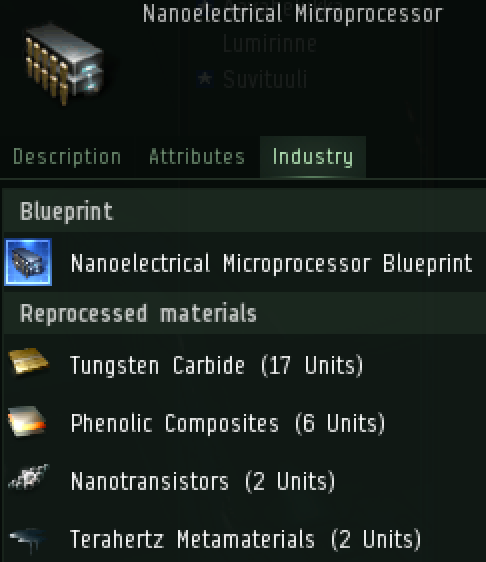 Nanoelectrical Microprocessor
Lumirinne
Suvituuli
Description Attributes Industry
Blueprint
Nanoelectrical Microprocessor Blueprint
Reprocessed materials
Tungsten Carbide (17 Units)
Phenolic Composites (6 Units)
Nanotransistors (2 Units)
Terahertz Metamaterials (2 Units)